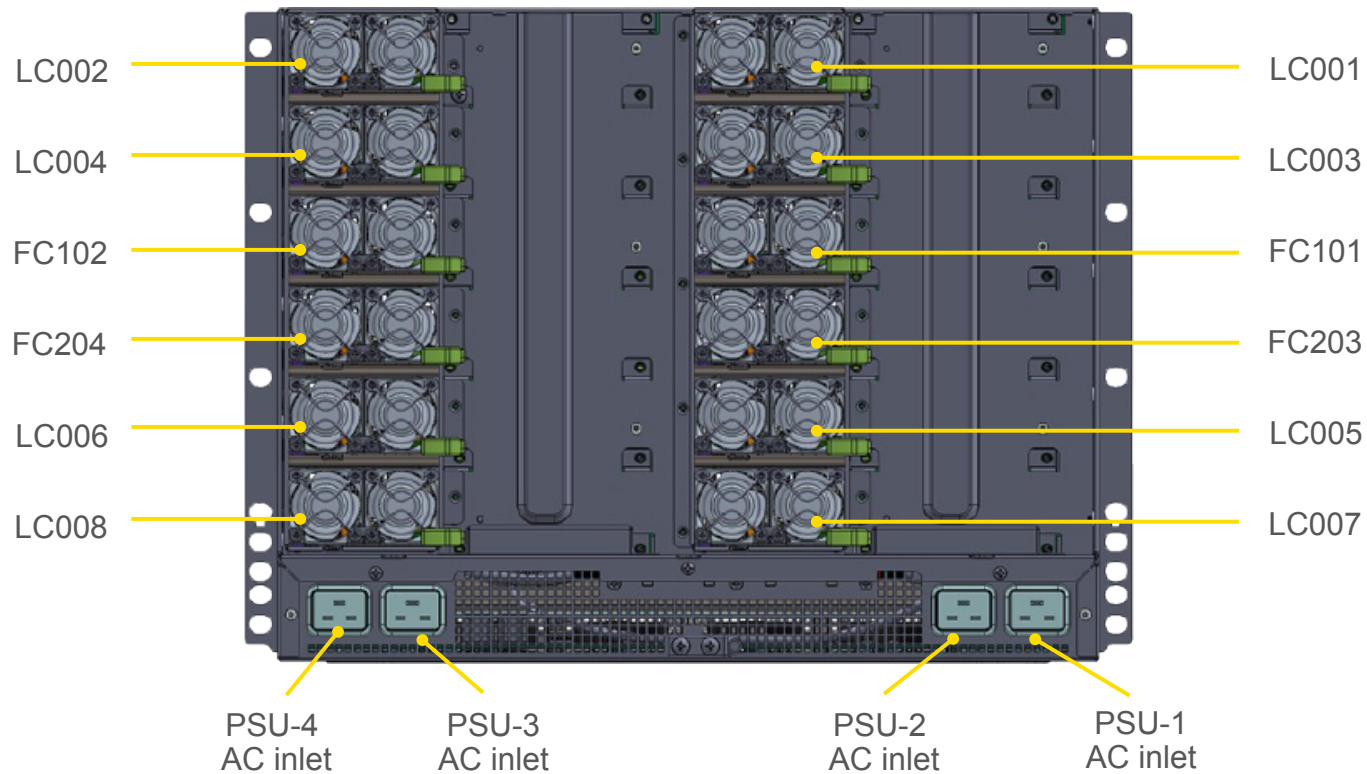 LC002
LC001
LC004
LC003
FC102
FC101
FC204
FC203
LC006
LC005
LC008
LC007
PSU-4
AC inlet
PSU-3
AC inlet
PSU-2
AC inlet
PSU-1
AC inlet